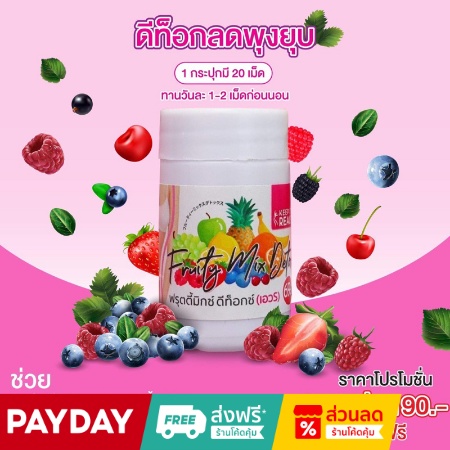 ดีท็อกลดพุงยุบ
1 กระปุกมี 20 เม็ด
ทานวันละ 1-2 เม็ดก่อนนอน
KEEP
REAL
Fruity Mix Detox
ฟรุตตี้มิกซ์ ดีท็อกซ์ (เอวร์)
ช่วย
ราคาโปรโมชั่น
90.-
PAYDAY
FREE
ส่งฟรี*
ร้านโค้ดคุ้ม
%
ส่วนลด
ร้านโค้ดคุ้ม